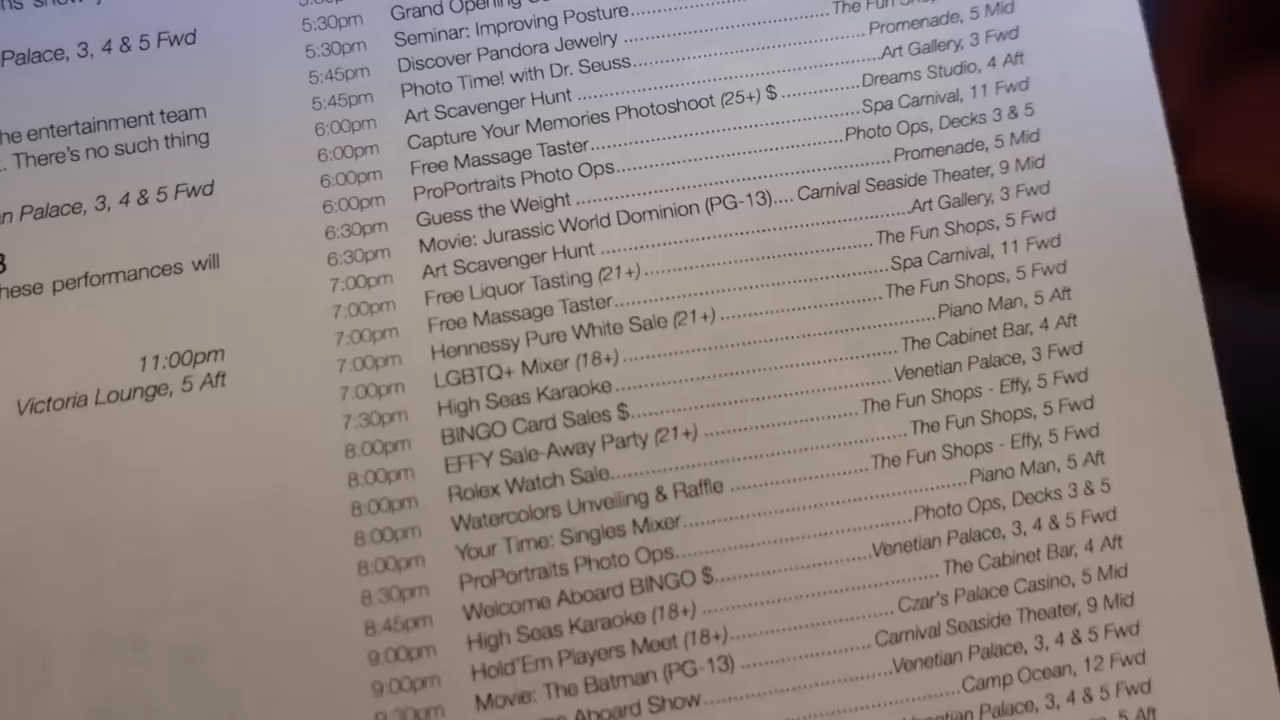 Palace, 3, 4 & 5 Fwd
he entertainment team
There's no such thing
Palace, 3, 4 & 5 Fwd
hese performances will
11:00pm
Victoria Lounge, 5 Aft
5:30pm Grand Opening
5:30pm Seminar: Improving Posture
5:45pm Discover Pandora Jewelry ........ The Fun
5:45pm Photo Time! with Dr. Seuss........ Promenade, 5 Mid
6:00pm Art Scavenger Hunt ........ Art Gallery, 3 Fwd
6:00pm Capture Your Memories Photoshoot (25+) $ ........ Dreams Studio, 4 Aft
6:00pm Free Massage Taster........ Spa Carnival, 11 Fwd
6:00pm ProPortraits Photo Ops........ Photo Ops, Decks 3 & 5
6:30pm Guess the Weight ........ Promenade, 5 Mid
6:30pm Movie: Jurassic World Dominion (PG-13).... Carnival Seaside Theater, 9 Mid
7:00pm Art Scavenger Hunt ........ Art Gallery, 3 Fwd
7:00pm Free Liquor Tasting (21+)........ The Fun Shops, 5 Fwd
7:00pm Free Massage Taster........ Spa Carnival, 11 Fwd
7:00pm Hennessy Pure White Sale (21+) ........ The Fun Shops, 5 Fwd
7:00pm LGBTQ+ Mixer (18+) ........ Piano Man, 5 Aft
7:30pm High Seas Karaoke........ The Cabinet Bar, 4 Aft
8:00pm BINGO Card Sales $........ Venetian Palace, 3 Fwd
8:00pm EFFY Sale-Away Party (21+) ........ The Fun Shops - Effy, 5 Fwd
8:00pm Rolex Watch Sale........ The Fun Shops, 5 Fwd
8:00pm Watercolors Unveiling & Raffle ........ The Fun Shops - Effy, 5 Fwd
8:00pm Your Time: Singles Mixer........ Piano Man, 5 Aft
8:30pm ProPortraits Photo Ops........ Photo Ops, Decks 3 & 5
8:45pm Welcome Aboard BINGO $........ Venetian Palace, 3, 4 & 5 Fwd
9:00pm High Seas Karaoke (18+) ........ The Cabinet Bar, 4 Aft
9:00pm Hold'Em Players Meet (18+)........ Czar's Palace Casino, 5 Mid
9:30pm Movie: The Batman (PG-13) ........ Carnival Seaside Theater, 9 Mid
Aboard Show........ Venetian Palace, 3, 4 & 5 Fwd
Camp Ocean, 12 Fwd
Palace, 3, 4 & 5 Fwd
5 Aft